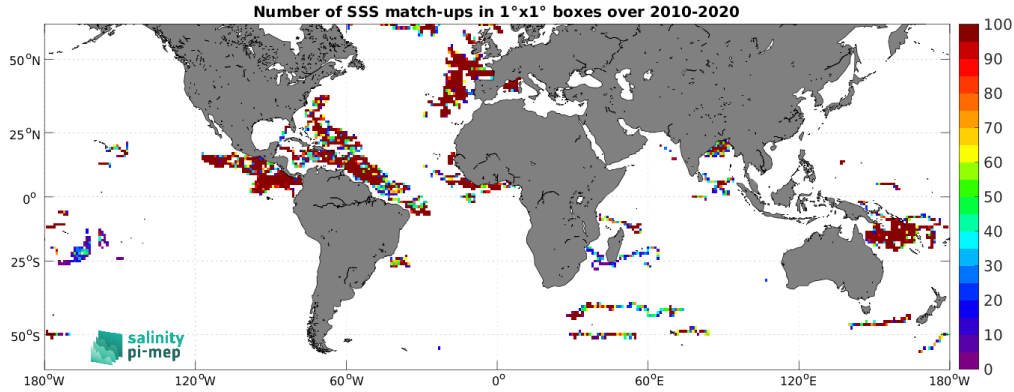 Number of SSS match-ups in 1°x1° boxes over 2010-2020
50°N
25°N
0°
25°S
50°S
180°W
120°W
60°W
0°
60°E
120°E
180°W
100
90
80
70
60
50
40
30
20
10
0
salinity
pi-mep